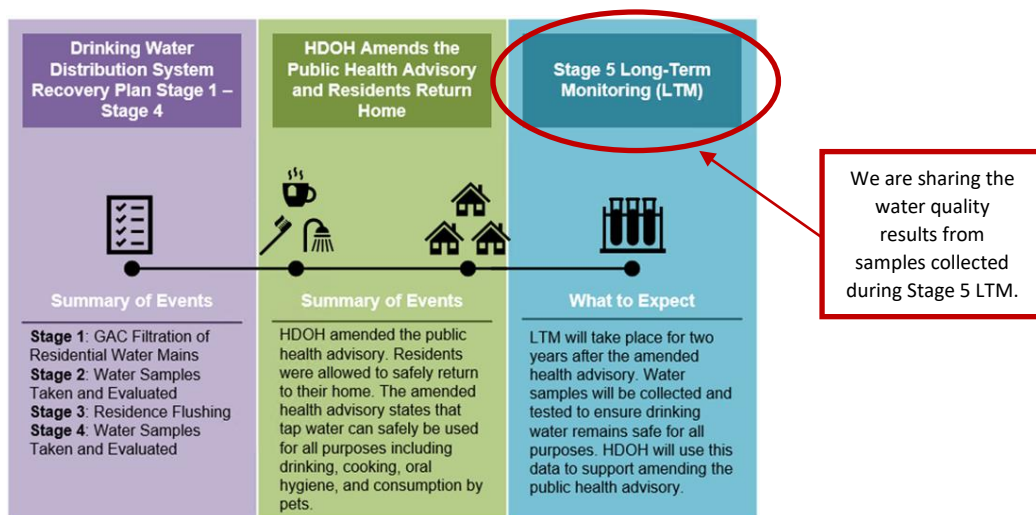 Drinking Water
Distribution System
Recovery Plan Stage 1 –
Stage 4
HDOH Amends the
Public Health Advisory
and Residents Return
Home
Stage 5 Long-Term
Monitoring (LTM)
We are sharing the
water quality
results from
samples collected
during Stage 5 LTM.
Summary of Events
Stage 1: GAC Filtration of
Residential Water Mains
Stage 2: Water Samples
Taken and Evaluated
Stage 3: Residence Flushing
Stage 4: Water Samples
Taken and Evaluated
Summary of Events
HDOH amended the public
health advisory. Residents
were allowed to safely return
to their home. The amended
health advisory states that
tap water can safely be used
for all purposes including
drinking, cooking, oral
hygiene, and consumption by
pets.
What to Expect
LTM will take place for two
years after the amended
health advisory. Water
samples will be collected and
tested to ensure drinking
water remains safe for all
purposes. HDOH will use this
data to support amending the
public health advisory.